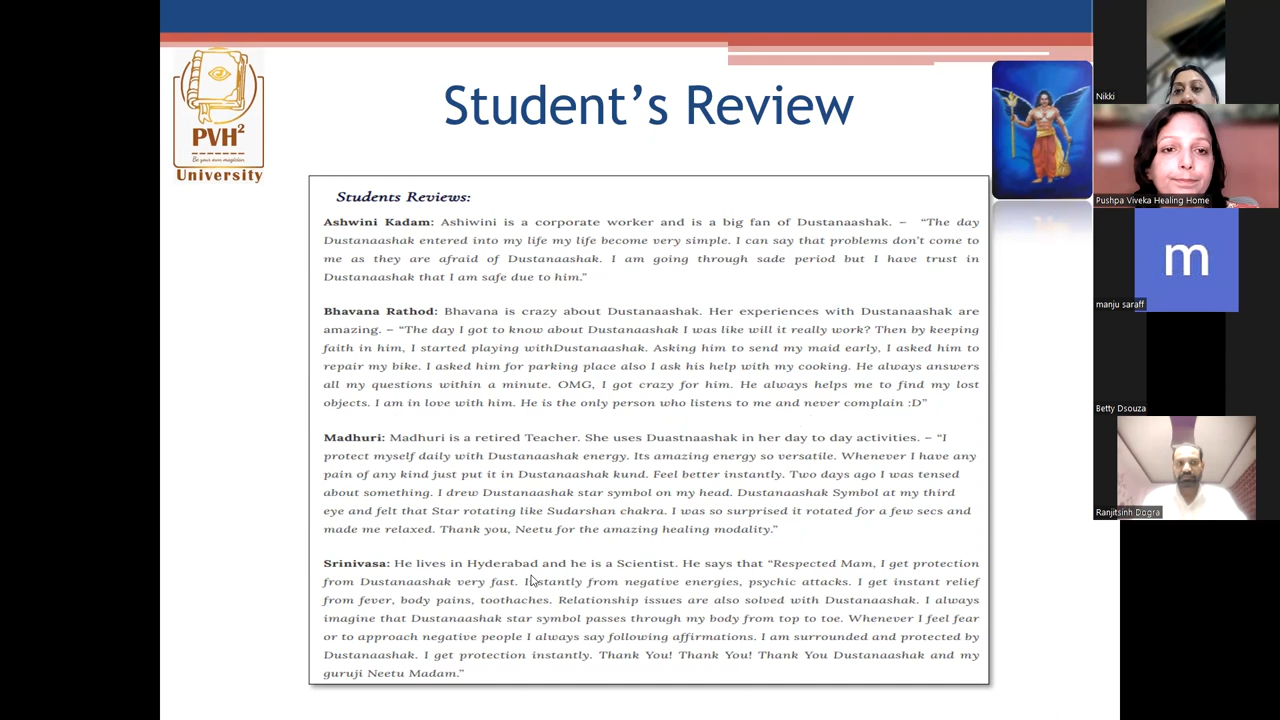 Student's Review
PVH²
Be your own magician
University
Students Reviews:
Ashwini Kadam: Ashiwini is a corporate worker and is a big fan of Dustanaashak. – “The day
Dustanaashak entered into my life my life become very simple. I can say that problems don't come to
me as they are afraid of Dustanaashak. I am going through sade period but I have trust in
Dustanaashak that I am safe due to him.”
Bhavana Rathod: Bhavana is crazy about Dustanaashak. Her experiences with Dustanaashak are
amazing. – “The day I got to know about Dustanaashak I was like will it really work? Then by keeping
faith in him, I started playing withDustanaashak. Asking him to send my maid early, I asked him to
repair my bike. I asked him for parking place also I ask his help with my cooking. He always answers
all my questions within a minute. OMG, I got crazy for him. He always helps me to find my lost
objects. I am in love with him. He is the only person who listens to me and never complain :D”
Madhuri: Madhuri is a retired Teacher. She uses Duastnaashak in her day to day activities. – “I
protect myself daily with Dustanaashak energy. Its amazing energy so versatile. Whenever I have any
pain of any kind just put it in Dustanaashak kund. Feel better instantly. Two days ago I was tensed
about something. I drew Dustanaashak star symbol on my head. Dustanaashak Symbol at my third
eye and felt that Star rotating like Sudarshan chakra. I was so surprised it rotated for a few secs and
made me relaxed. Thank you, Neetu for the amazing healing modality.”
Srinivasa: He lives in Hyderabad and he is a Scientist. He says that “Respected Mam, I get protection
from Dustanaashak very fast. Instantly from negative energies, psychic attacks. I get instant relief
from fever, body pains, toothaches. Relationship issues are also solved with Dustanaashak. I always
imagine that Dustanaashak star symbol passes through my body from top to toe. Whenever I feel fear
or to approach negative people I always say following affirmations. I am surrounded and protected by
Dustanaashak. I get protection instantly. Thank You! Thank You! Thank You Dustanaashak and my
guruji Neetu Madam.”
Nikki
Pushpa Viveka Healing Home
m
manju saraff
Betty Dsouza
Ranjitsinh Dogra